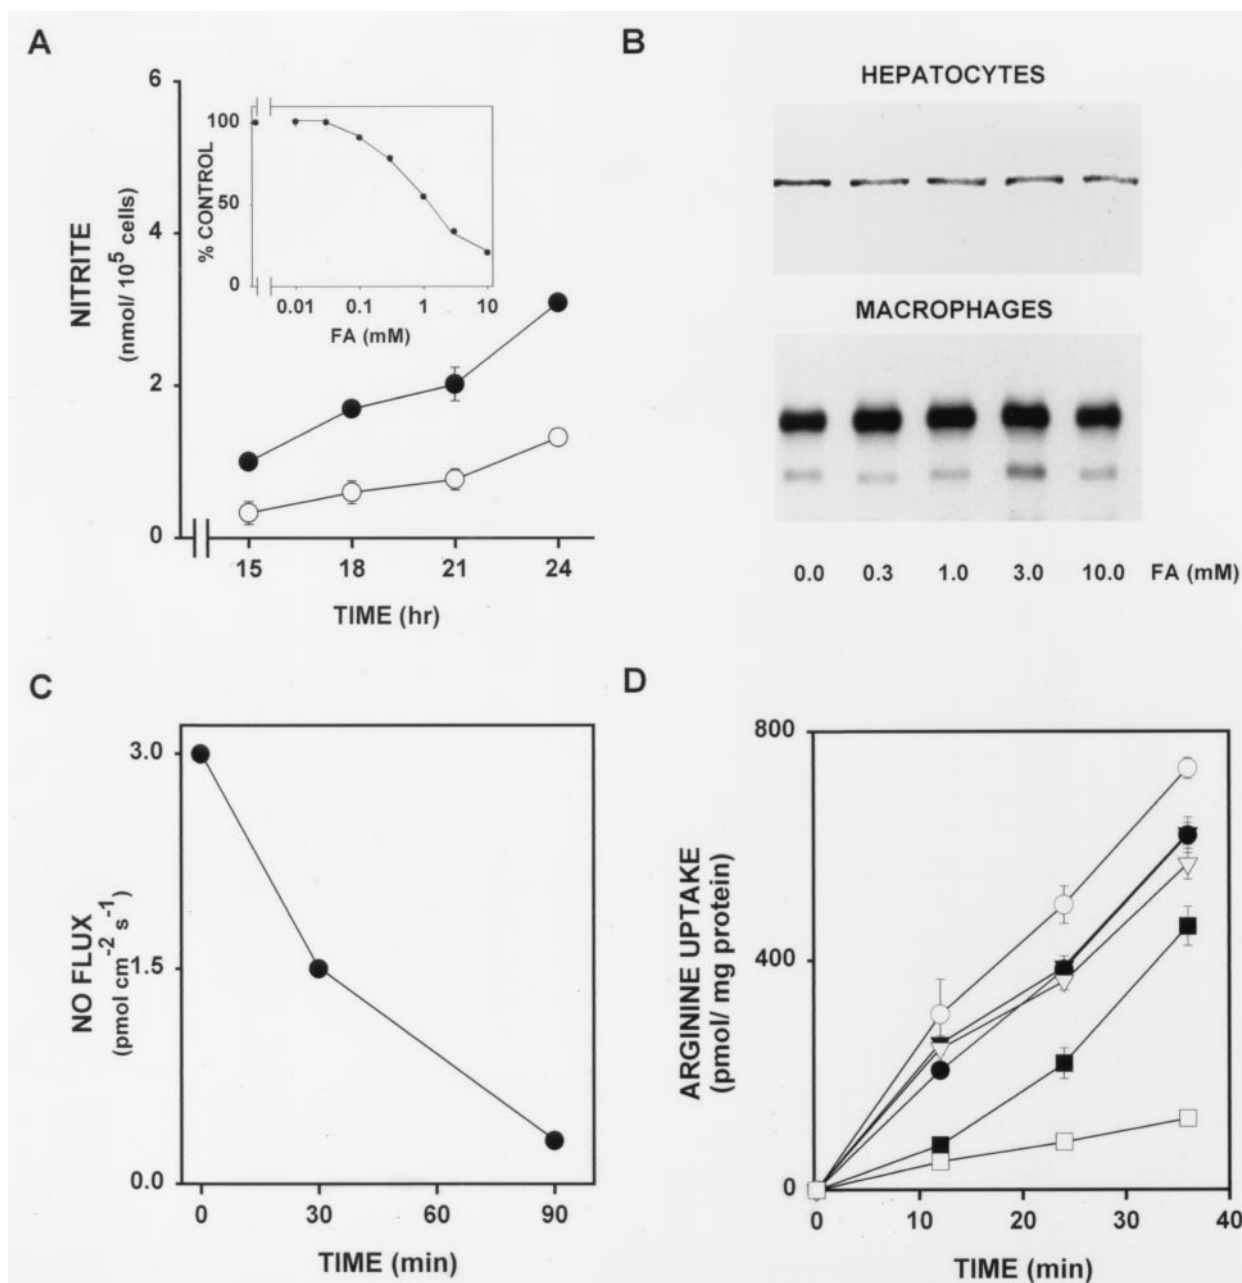 A
NITRITE
(nmol/ 10⁵ cells)
6
4
2
0
15 18 21 24
TIME (hr)
% CONTROL
100
50
0
0.01 0.1 1 10
FA (mM)
B
HEPATOCYTES
MACROPHAGES
0.0 0.3 1.0 3.0 10.0 FA (mM)
C
NO FLUX
(pmol cm⁻² s⁻¹)
3.0
1.5
0.0
0 30 60 90
TIME (min)
D
ARGININE UPTAKE
(pmol/ mg protein)
800
400
0
0 10 20 30 40
TIME (min)